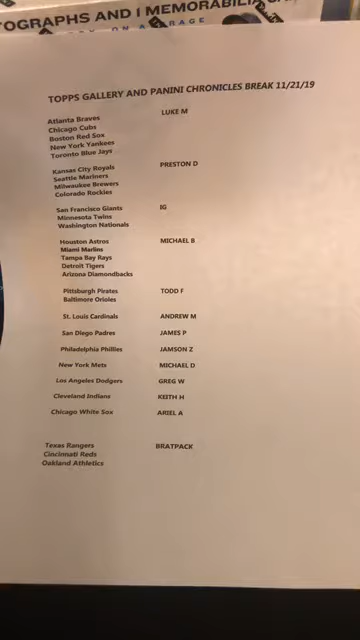 TOGRAPHS AND MEMORABILIA
TOPPS GALLERY AND PANINI CHRONICLES BREAK 11/21/19
Atlanta Braves LUKE M
Chicago Cubs
Boston Red Sox
New York Yankees
Toronto Blue Jays
Kansas City Royals PRESTON D
Seattle Mariners
Milwaukee Brewers
Colorado Rockies
San Francisco Giants IG
Minnesota Twins
Washington Nationals
Houston Astros MICHAEL B
Miami Marlins
Tampa Bay Rays
Detroit Tigers
Arizona Diamondbacks
Pittsburgh Pirates TODD F
Baltimore Orioles
St. Louis Cardinals ANDREW M
San Diego Padres JAMES P
Philadelphia Phillies JAMSON Z
New York Mets MICHAEL D
Los Angeles Dodgers GREG W
Cleveland Indians KEITH H
Chicago White Sox ARIEL A
Texas Rangers BRATPACK
Cincinnati Reds
Oakland Athletics